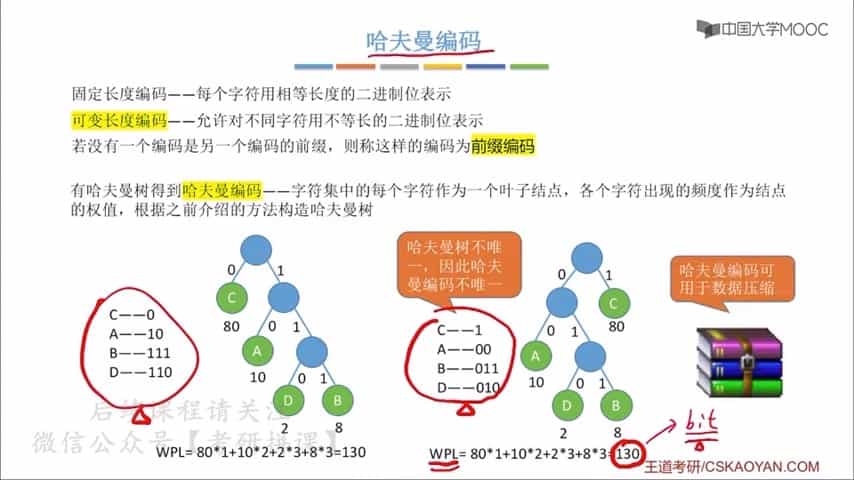 哈夫曼编码
中国大学MOOC
固定长度编码——每个字符用相等长度的二进制位表示
可变长度编码——允许对不同字符用不等长的二进制位表示
若没有一个编码是另一个编码的前缀，则称这样的编码为前缀编码
有哈夫曼树得到哈夫曼编码——字符集中的每个字符作为一个叶子结点，各个字符出现的频度作为结点
的权值，根据之前介绍的方法构造哈夫曼树
C——0
A——10
B——111
D——110
0 1
C
80 0 1
A
10 0 1
D B
2 8
WPL= 80*1+10*2+2*3+8*3=130
哈夫曼树不唯
一，因此哈夫
曼编码不唯一
C——1
A——00
B——011
D——010
0 1
C
0 1 80
A
10 0 1
D B
2 8
WPL= 80*1+10*2+2*3+8*3=130
哈夫曼编码可
用于数据压缩
bit
后续课程请关注
微信公众号【考研拼课】
王道考研/CSKAOYAN.COM